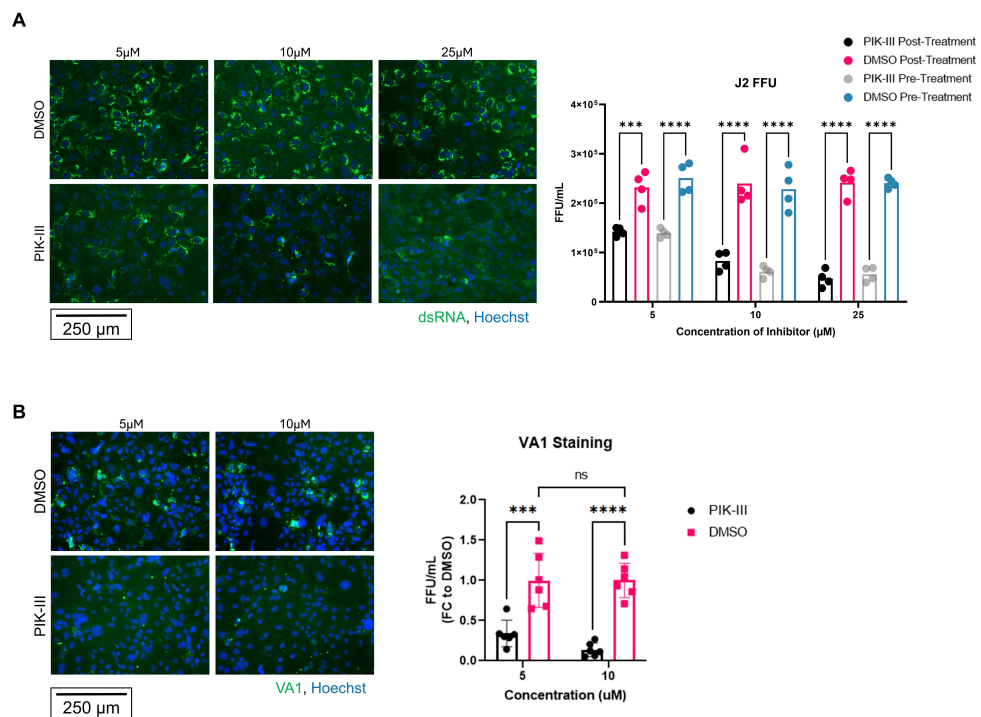 A
5µM
10µM
25µM
DMSO
PIK-III
250 µm
dsRNA, Hoechst
PIK-III Post-Treatment
DMSO Post-Treatment
PIK-III Pre-Treatment
DMSO Pre-Treatment
J2 FFU
4×10⁵
3×10⁵
2×10⁵
1×10⁵
0
FFU/mL
*** **** **** **** **** ****
5
10
25
Concentration of Inhibitor (µM)
B
5µM
10µM
DMSO
PIK-III
250 µm
VA1, Hoechst
VA1 Staining
ns
*** ****
2.0
1.5
1.0
0.5
0.0
FFU/mL
(FC to DMSO)
5
10
Concentration (uM)
PIK-III
DMSO